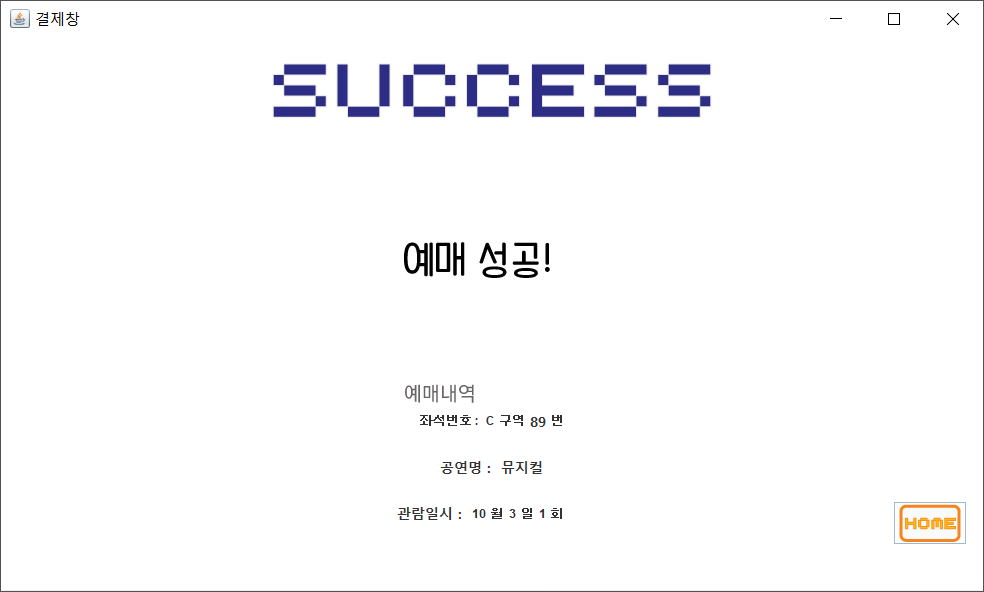 결제창
SUCCESS
예매 성공!
예매내역
좌석번호 : C 구역 89 번
공연명 : 뮤지컬
관람일시 : 10 월 3 일 1 회
HOME